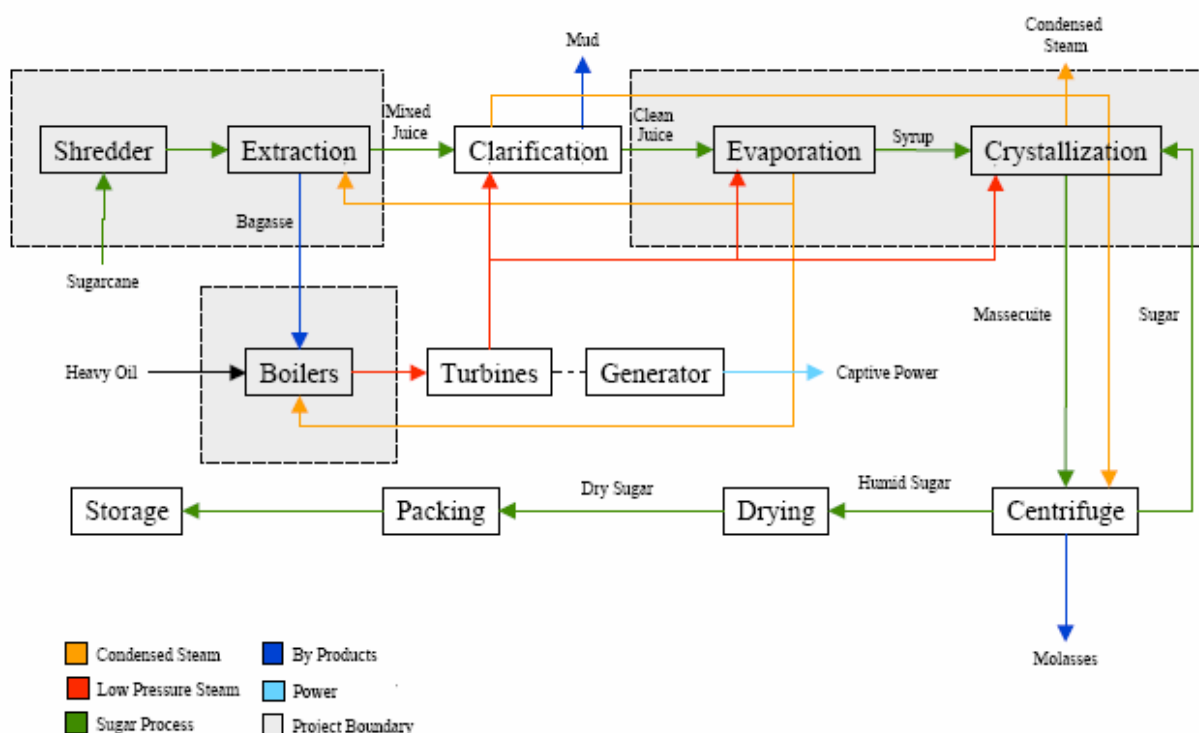 Condensed
Steam
Mud
Mixed
Juice
Clean
Juice
Syrup
Shredder
Extraction
Clarification
Evaporation
Crystallization
Bagasse
Sugarcane
Massecuite
Sugar
Heavy Oil
Boilers
Turbines
Generator
Captive Power
Humid Sugar
Dry Sugar
Storage
Packing
Drying
Centrifuge
Molasses
Condensed Steam
By Products
Low Pressure Steam
Power
Sugar Process
Project Boundary